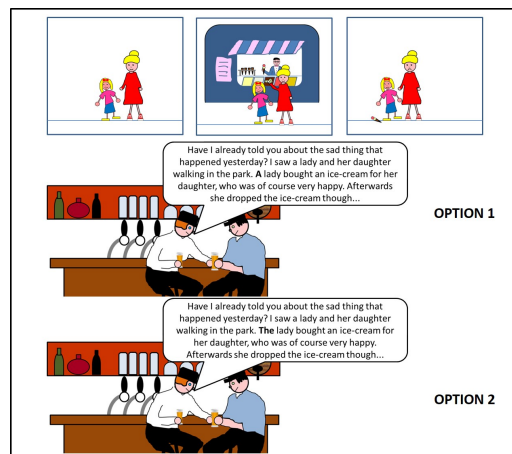 Have I already told you about the sad thing that
happened yesterday? I saw a lady and her daughter
walking in the park. A lady bought an ice-cream for her
daughter, who was of course very happy. Afterwards
she dropped the ice-cream though...
OPTION 1
Have I already told you about the sad thing that
happened yesterday? I saw a lady and her daughter
walking in the park. The lady bought an ice-cream for
her daughter, who was of course very happy.
Afterwards she dropped the ice-cream though...
OPTION 2